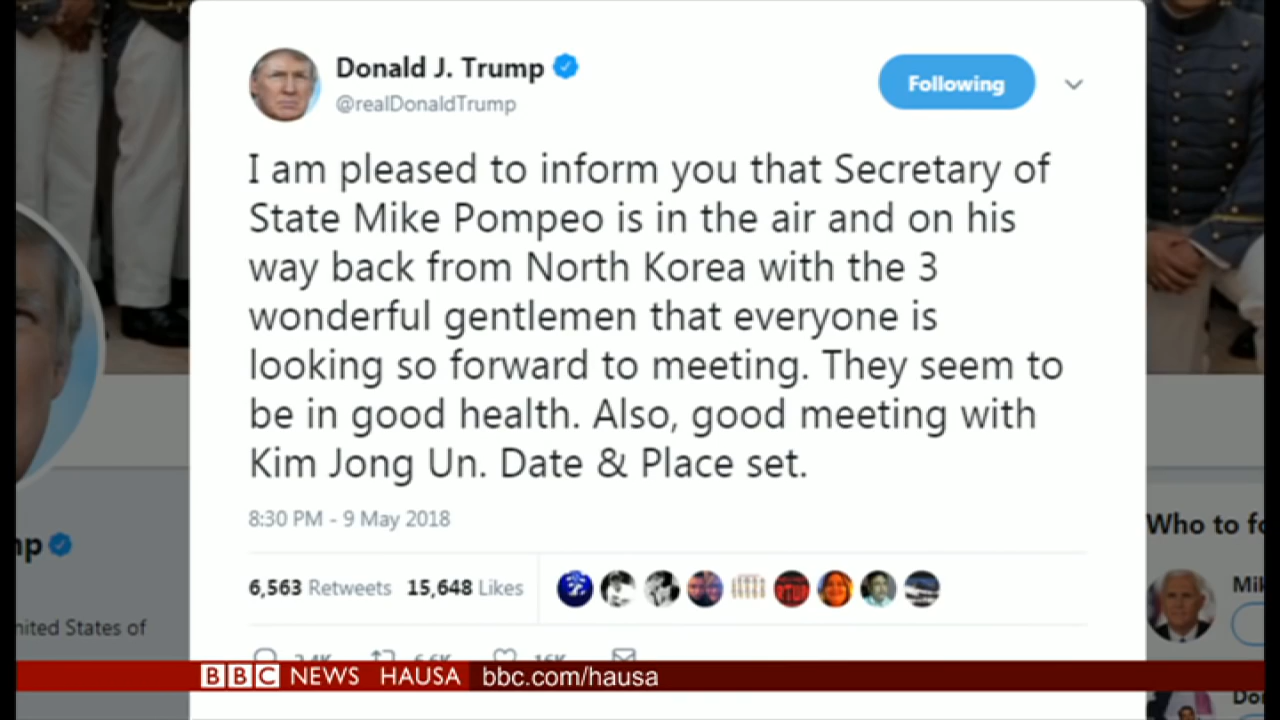 Donald J. Trump
@realDonaldTrump
Following
I am pleased to inform you that Secretary of
State Mike Pompeo is in the air and on his
way back from North Korea with the 3
wonderful gentlemen that everyone is
looking so forward to meeting. They seem to
be in good health. Also, good meeting with
Kim Jong Un. Date & Place set.
8:30 PM - 9 May 2018
6,563 Retweets 15,648 Likes
Who to fo
Mik
nited States of
BBC NEWS HAUSA bbc.com/hausa